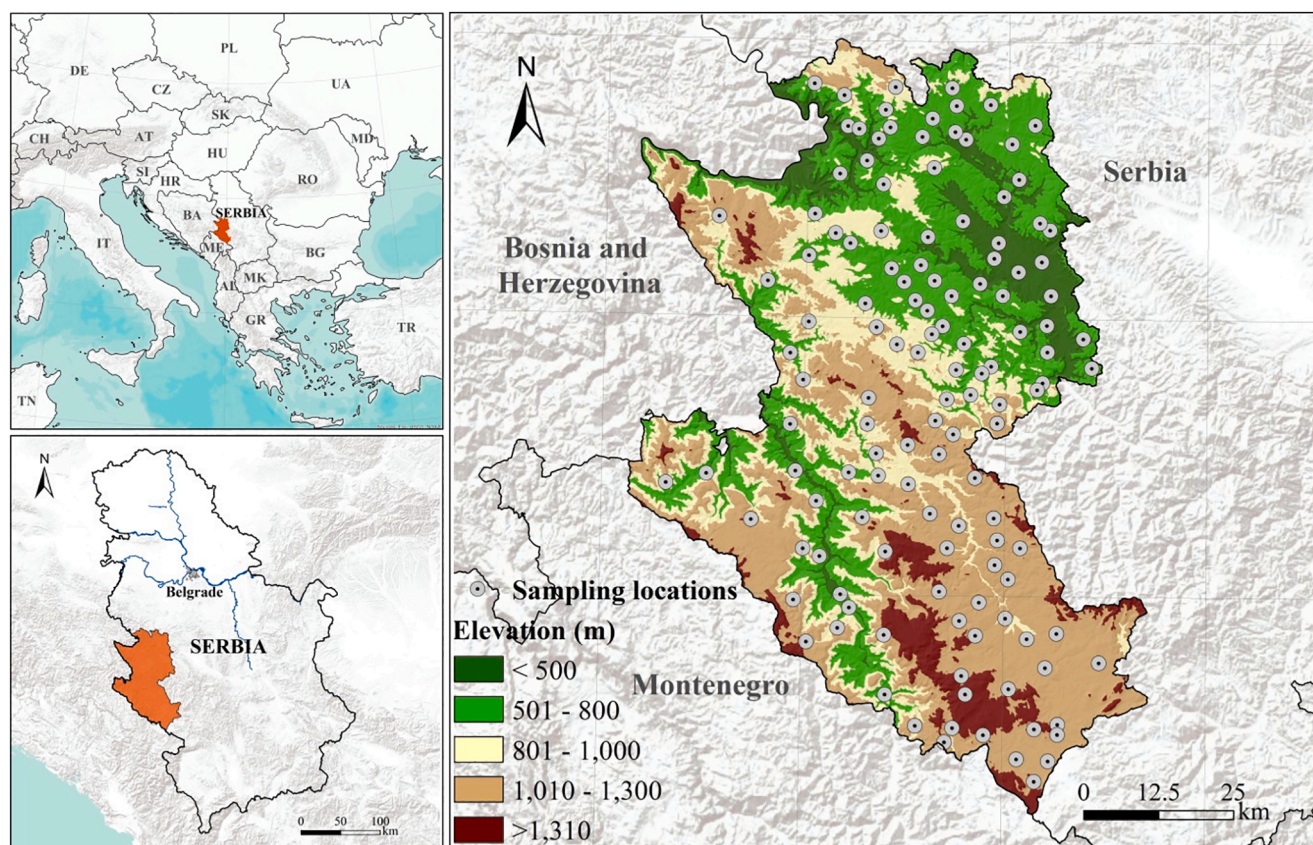 PL
DE
UA
CZ
SK
CH
AT
MD
HU
SI
HR
RO
BA
SERBIA
IT
ME
BG
MK
AL
GR
TR
TN
N
Belgrade
SERBIA
0 50 100
km
N
Serbia
Bosnia and
Herzegovina
Sampling locations
Elevation (m)
< 500
Montenegro
501 - 800
801 - 1,000
1,010 - 1,300
>1,310
0 12.5 25
km